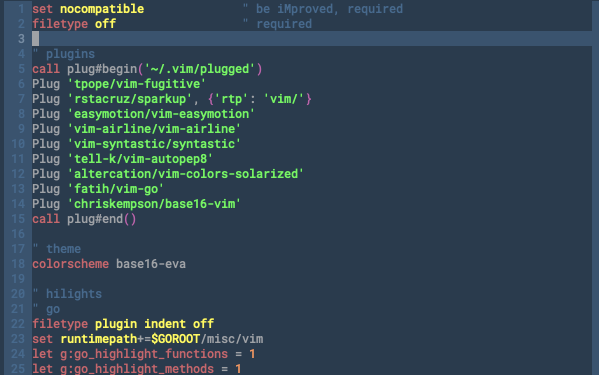 1 set nocompatible " be iMproved, required
2 filetype off " required
3
4 " plugins
5 call plug#begin('~/.vim/plugged')
6 Plug 'tpope/vim-fugitive'
7 Plug 'rstacruz/sparkup', {'rtp': 'vim/'}
8 Plug 'easymotion/vim-easymotion'
9 Plug 'vim-airline/vim-airline'
10 Plug 'vim-syntastic/syntastic'
11 Plug 'tell-k/vim-autopep8'
12 Plug 'altercation/vim-colors-solarized'
13 Plug 'fatih/vim-go'
14 Plug 'chriskempson/base16-vim'
15 call plug#end()
16
17 " theme
18 colorscheme base16-eva
19
20 " hilights
21 " go
22 filetype plugin indent off
23 set runtimepath+=$GOROOT/misc/vim
24 let g:go_highlight_functions = 1
25 let g:go_highlight_methods = 1